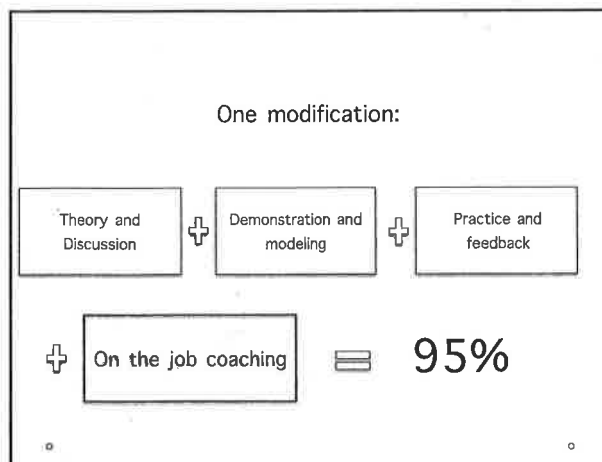 One modification:
Theory and
Discussion
+
Demonstration and
modeling
+
Practice and
feedback
+
On the job coaching
=
95%